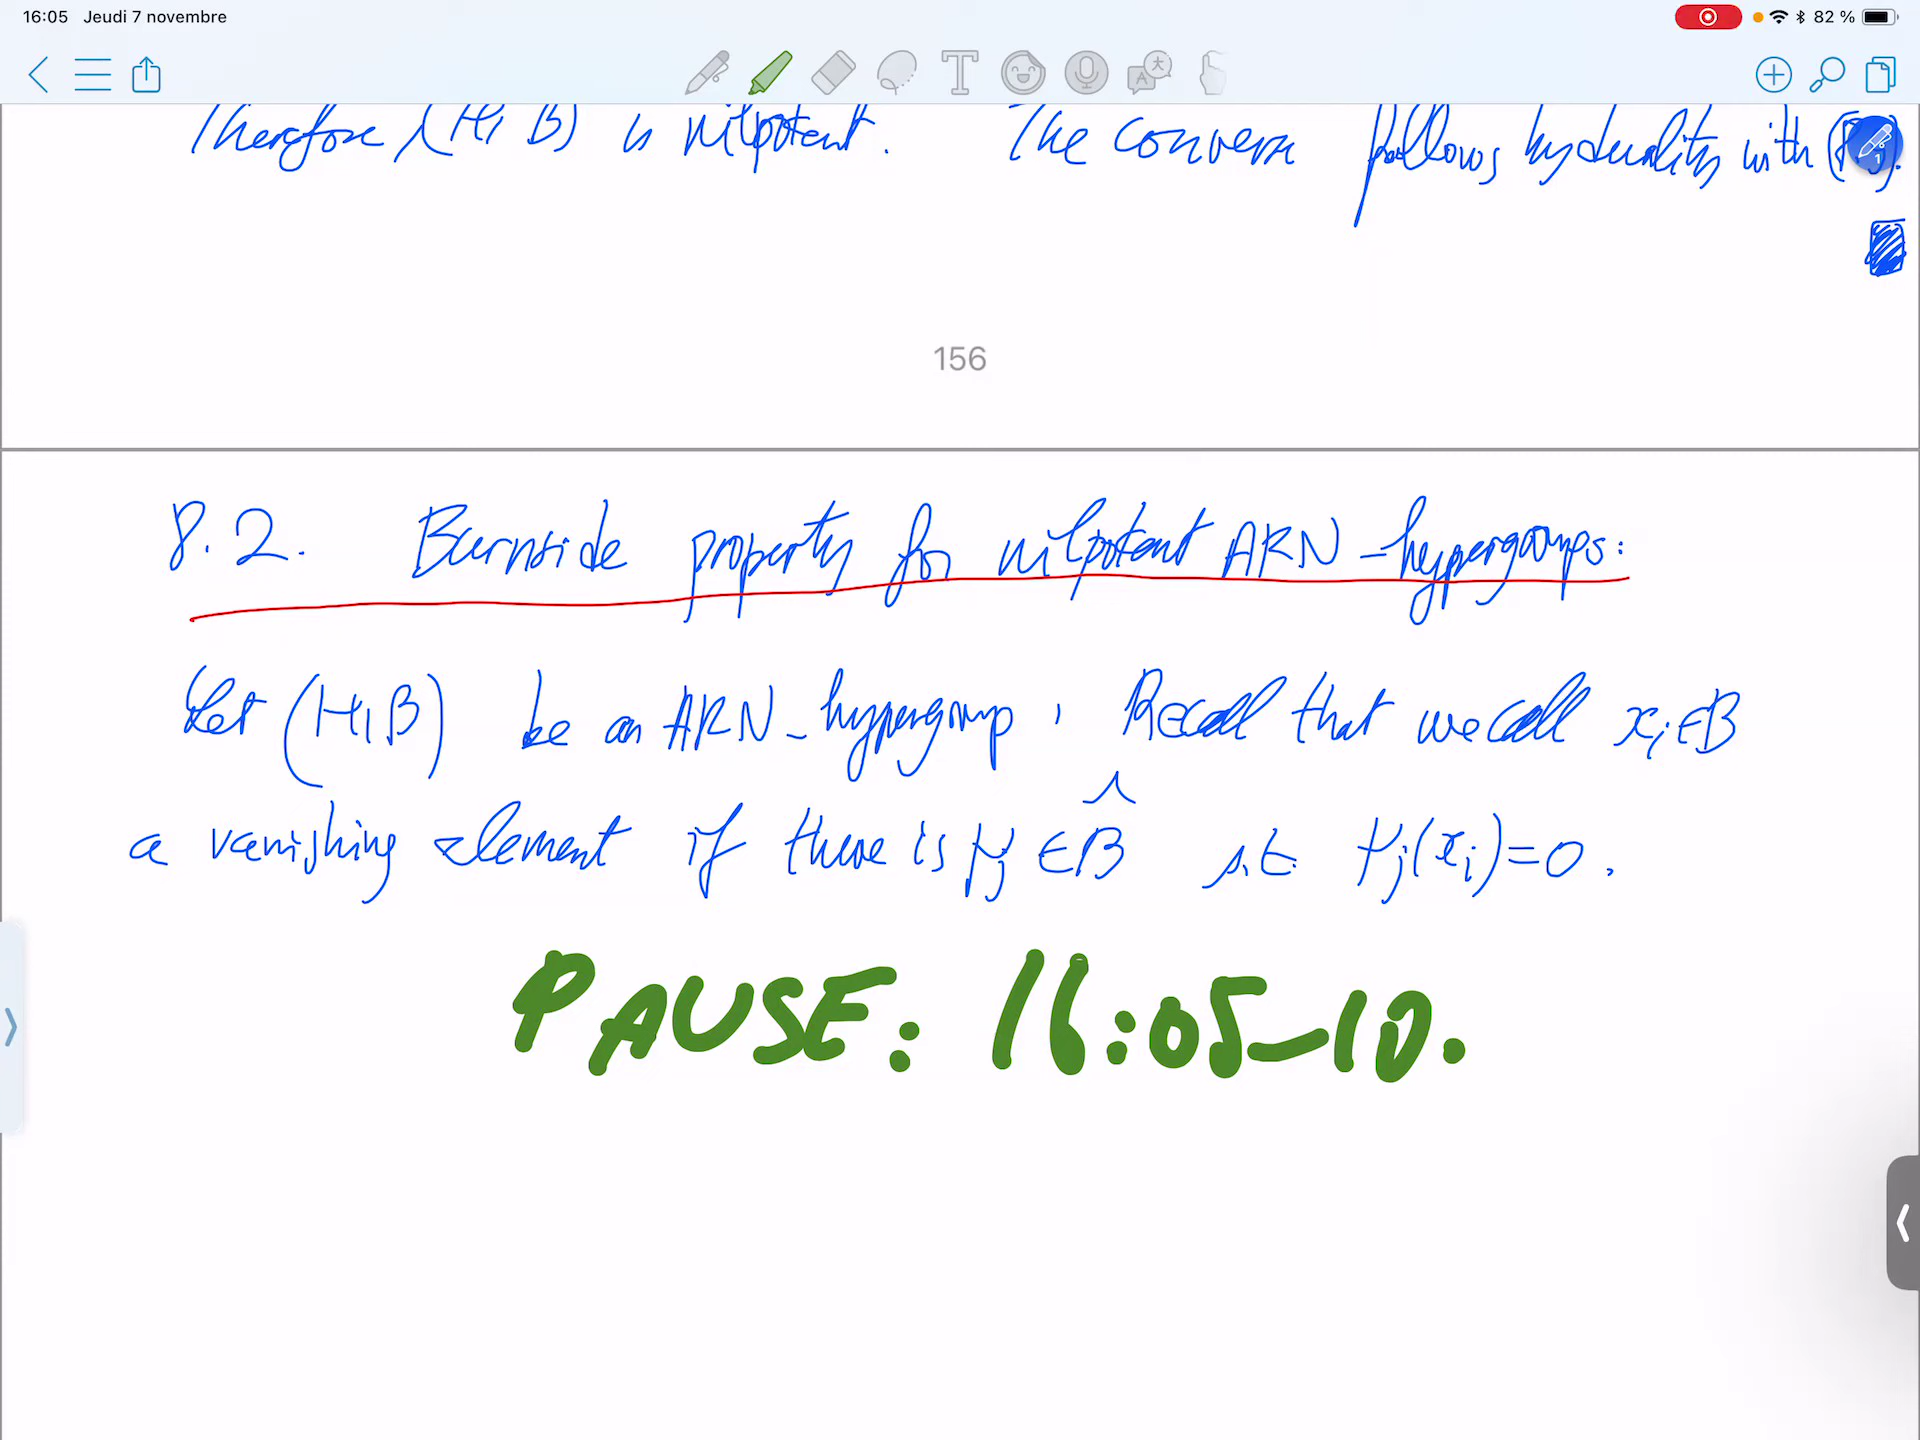 16:05 Jeudi 7 novembre 82 %
Therefore (H, B) is nilpotent. The converse follows by duality with
156
8.2. Burnside property for nilpotent ARN-hypergroups:
Let (H, B) be an ARN-hypergroup. Recall that we call x_i ∈ B
a vanishing element if there is μ_j ∈ B̂ s.t. μ_j(x_i)=0.
PAUSE: 16:05-10.